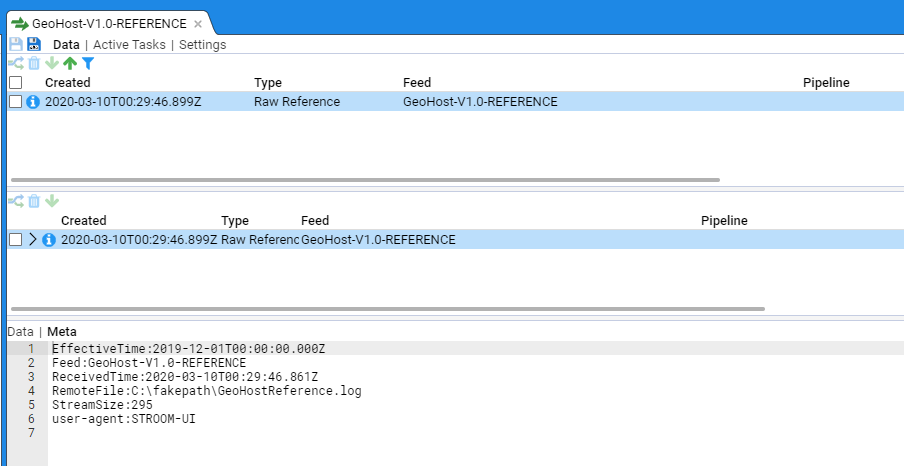 GeoHost-V1.0-REFERENCE ×
Data | Active Tasks | Settings
Created Type Feed Pipeline
2020-03-10T00:29:46.899Z Raw Reference GeoHost-V1.0-REFERENCE
Created Type Feed Pipeline
2020-03-10T00:29:46.899Z Raw Referenc GeoHost-V1.0-REFERENCE
Data | Meta
1 EffectiveTime:2019-12-01T00:00:00.000Z
2 Feed:GeoHost-V1.0-REFERENCE
3 ReceivedTime:2020-03-10T00:29:46.861Z
4 RemoteFile:C:\fakepath\GeoHostReference.log
5 StreamSize:295
6 user-agent:STROOM-UI
7